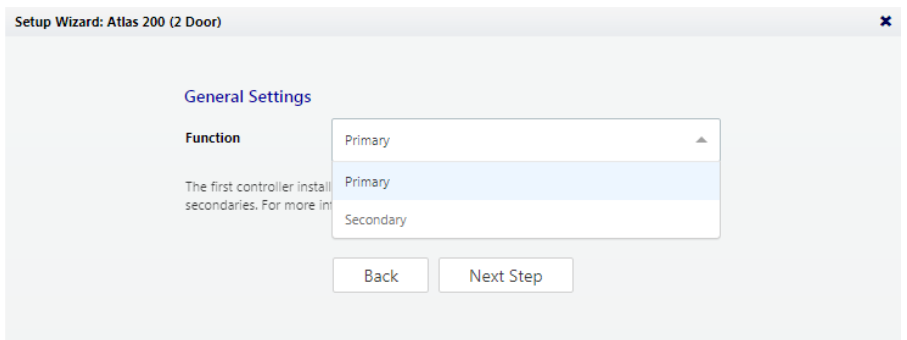 Setup Wizard: Atlas 200 (2 Door)
General Settings
Function
Primary
Primary
Secondary
The first controller install
secondaries. For more
Back
Next Step